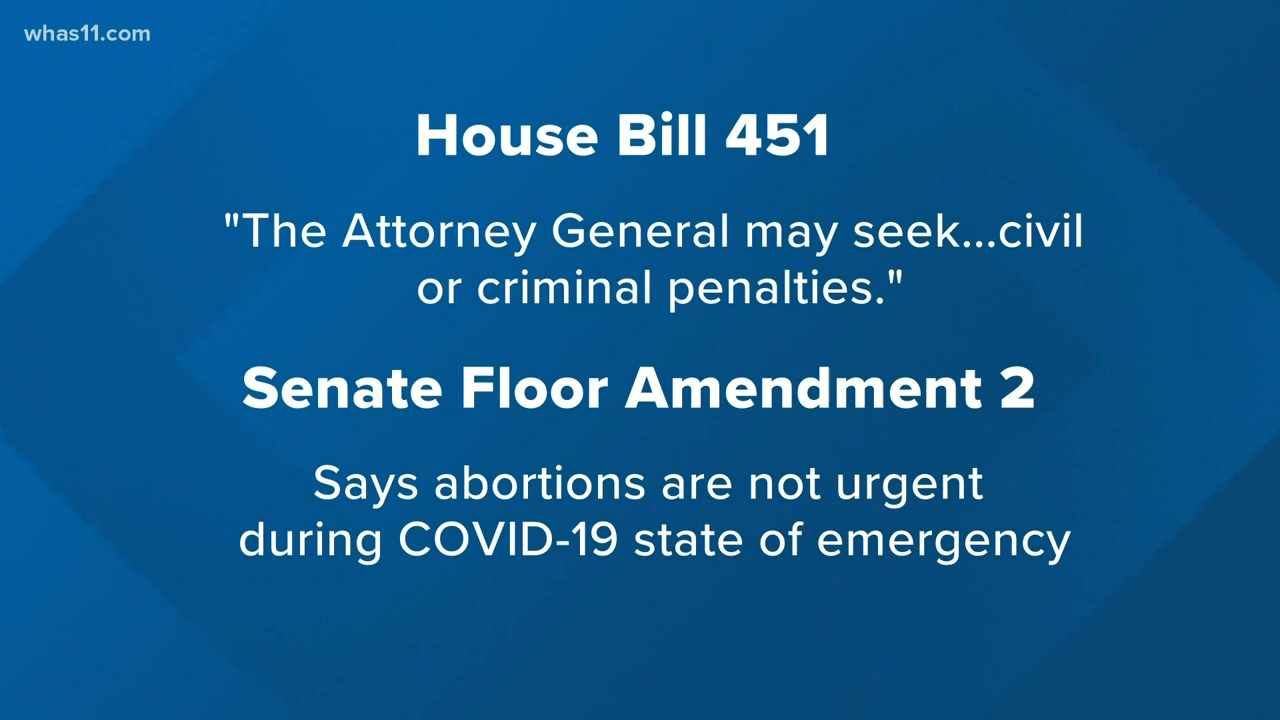 whas11.com
House Bill 451
"The Attorney General may seek...civil
or criminal penalties."
Senate Floor Amendment 2
Says abortions are not urgent
during COVID-19 state of emergency